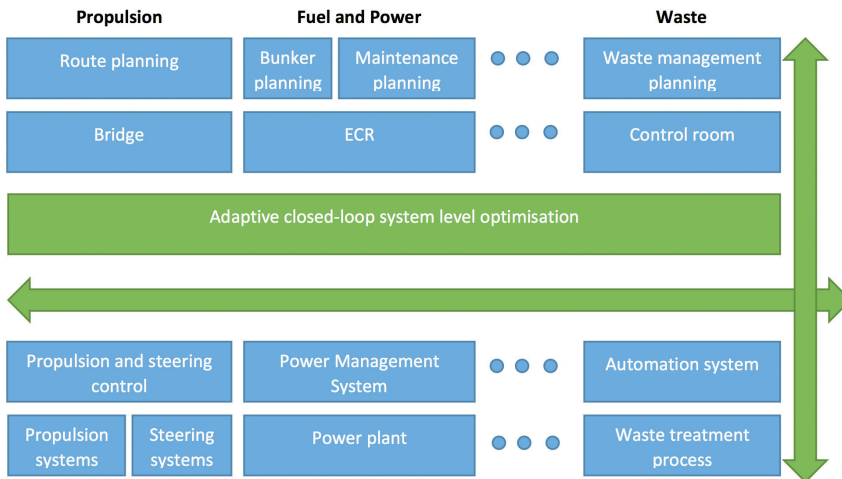 Propulsion
Fuel and Power
Waste
Route planning
Bunker
planning
Maintenance
planning
Waste management
planning
Bridge
ECR
Control room
Adaptive closed-loop system level optimisation
Propulsion and steering
control
Power Management
System
Automation system
Propulsion
systems
Steering
systems
Power plant
Waste treatment
process